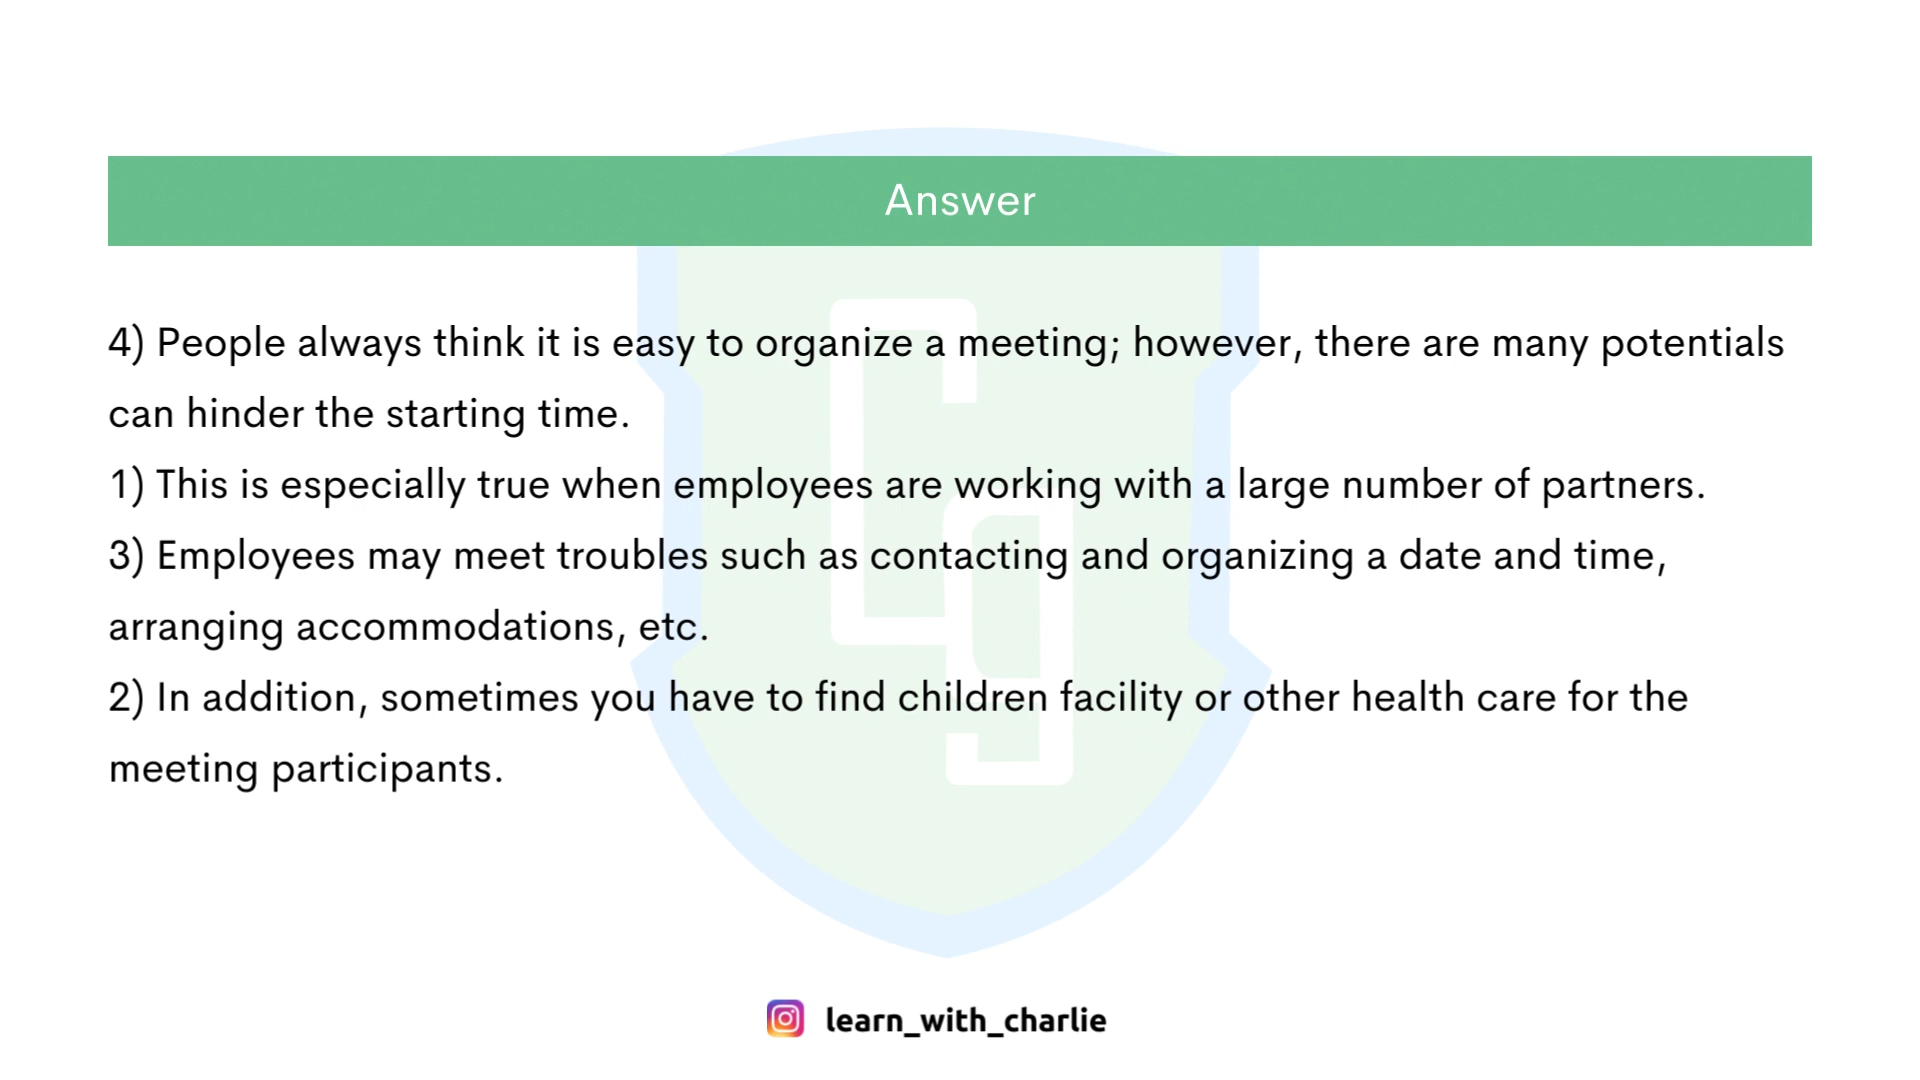 Answer
4) People always think it is easy to organize a meeting; however, there are many potentials
can hinder the starting time.
1) This is especially true when employees are working with a large number of partners.
3) Employees may meet troubles such as contacting and organizing a date and time,
arranging accommodations, etc.
2) In addition, sometimes you have to find children facility or other health care for the
meeting participants.
learn_with_charlie